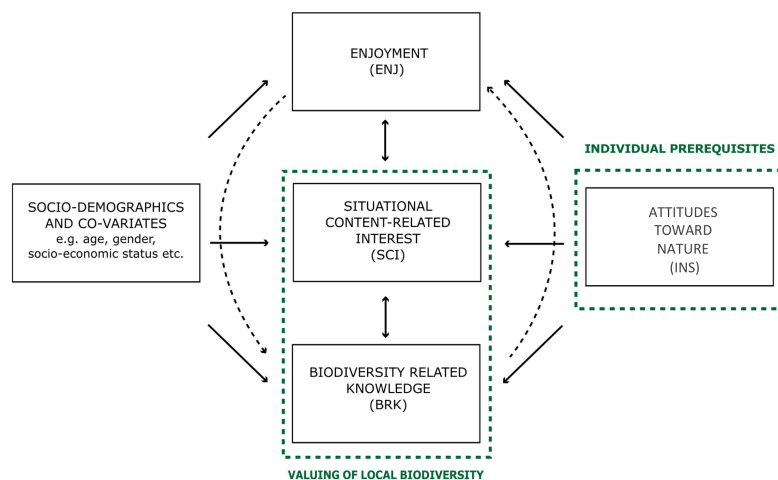 ENJOYMENT
(ENJ)
INDIVIDUAL PREREQUISITES
SOCIO-DEMOGRAPHICS
AND CO-VARIATES
e.g. age, gender,
socio-economic status etc.
SITUATIONAL
CONTENT-RELATED
INTEREST
(SCI)
ATTITUDES
TOWARD
NATURE
(INS)
BIODIVERSITY RELATED
KNOWLEDGE
(BRK)
VALUING OF LOCAL BIODIVERSITY